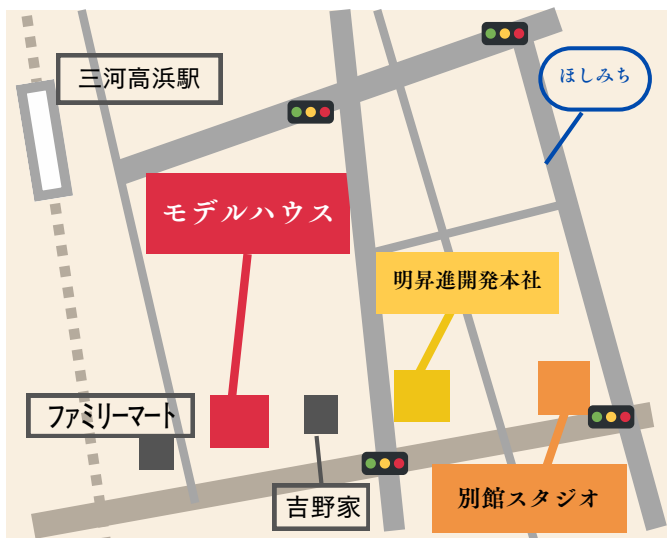 三河高浜駅
ほしみち
モデルハウス
明昇進開発本社
ファミリーマート
吉野家
別館スタジオ